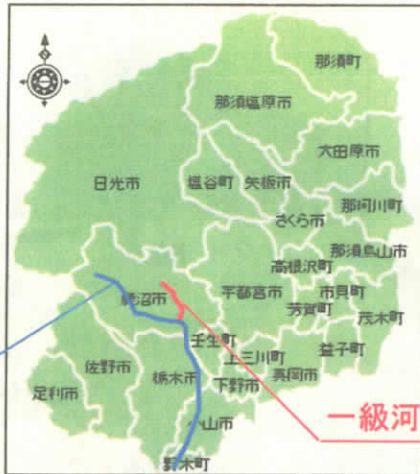 那須町
那須塩原市
大田原市
日光市
塩谷町
矢板市
那珂川町
さくら市
那須烏山市
高根沢町
鹿沼市
宇都宮市
市貝町
芳賀町
茂木町
壬生町
上三川町
益子町
真岡市
佐野市
栃木市
下野市
足利市
小山市
野木町
一級河